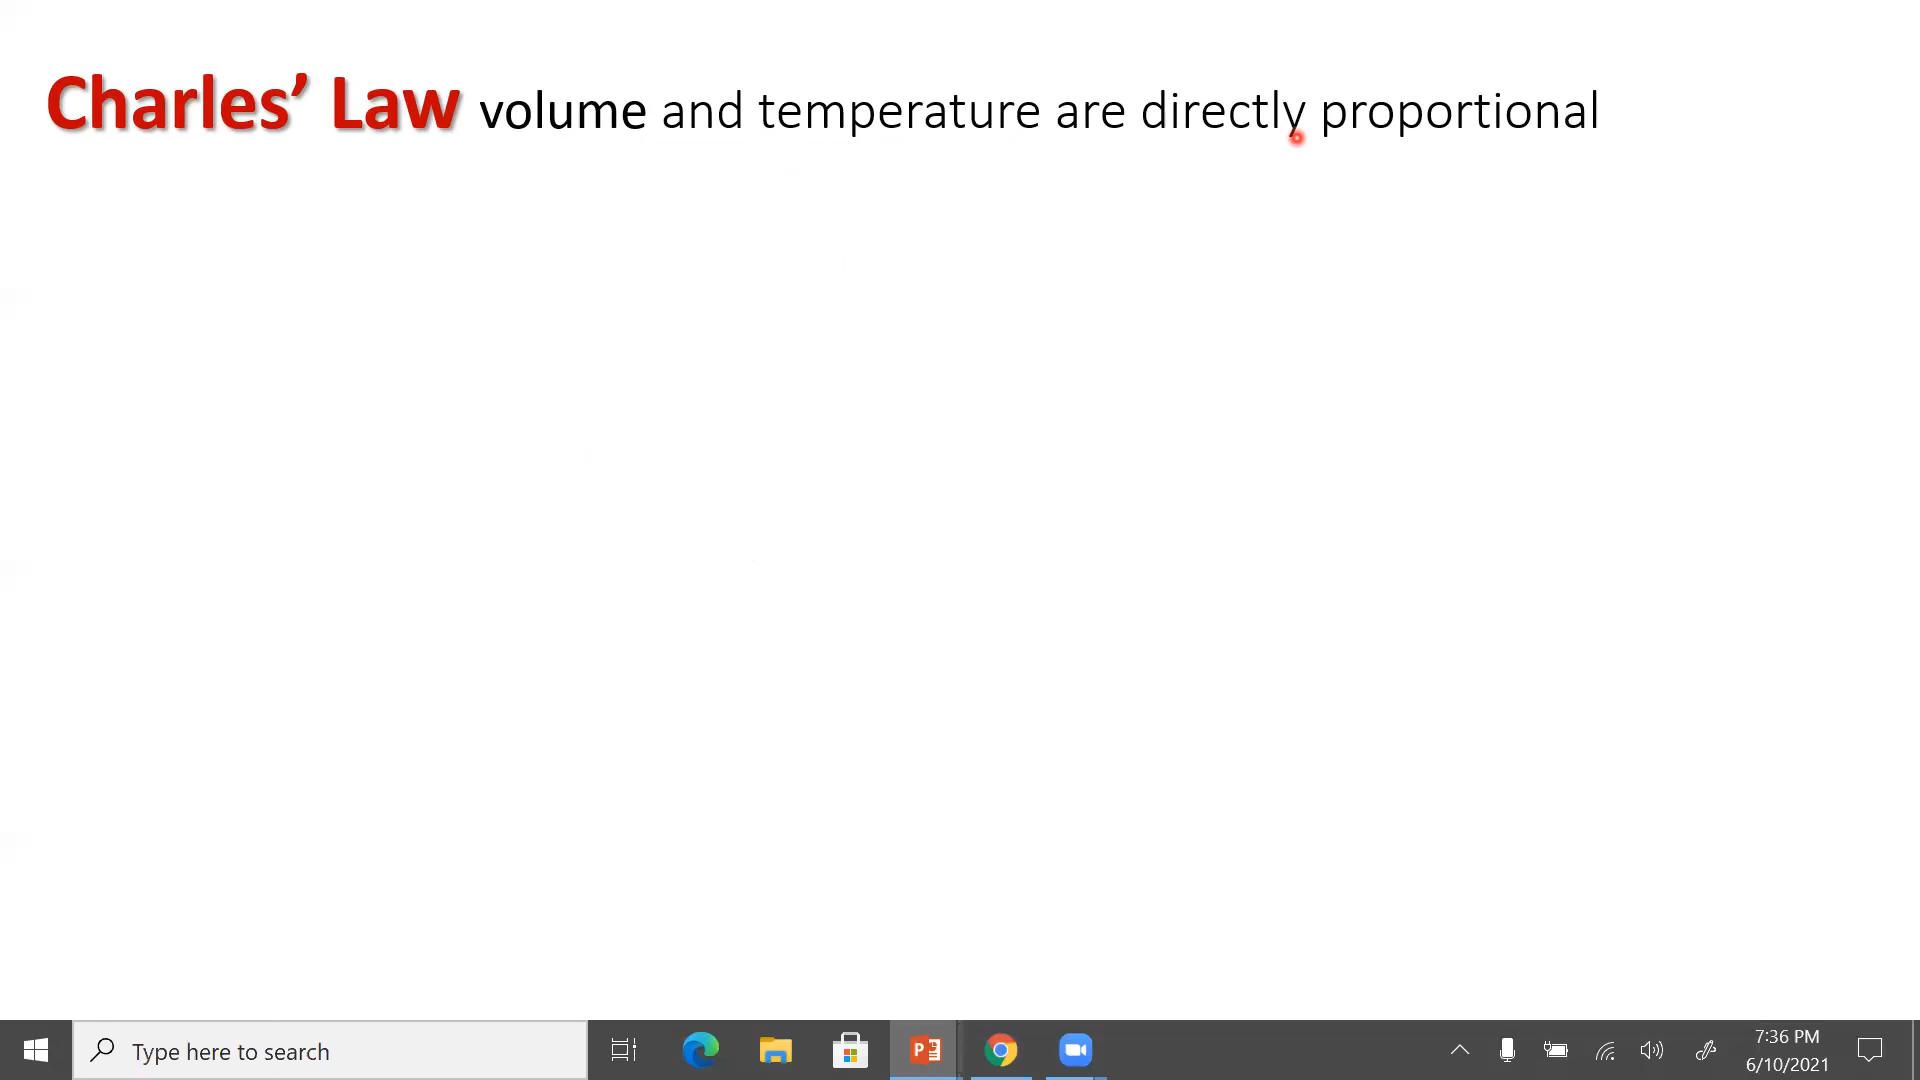 Charles’ Law volume and temperature are directly proportional
Type here to search
7:36 PM
6/10/2021